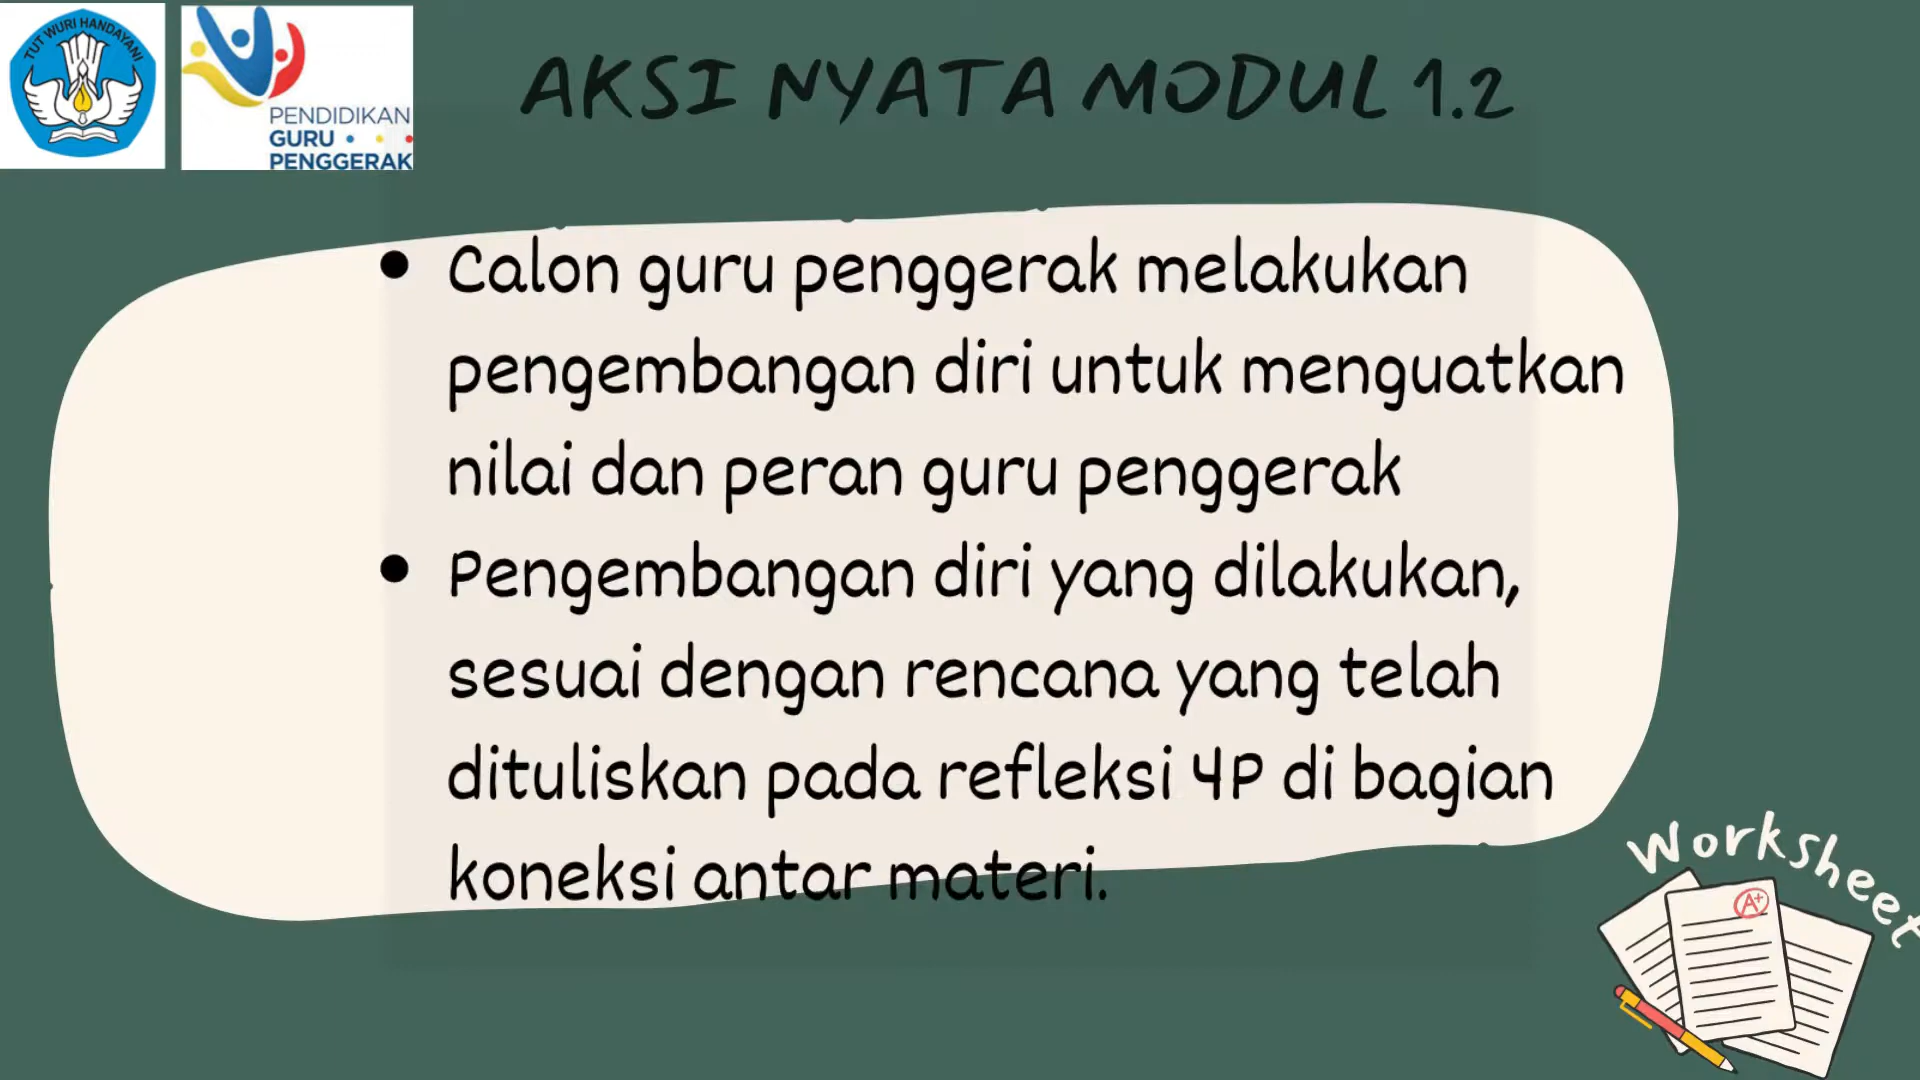 TUT WURI HANDAYANI
PENDIDIKAN
GURU
PENGGERAK
AKSI NYATA MODUL 1.2
• Calon guru penggerak melakukan
pengembangan diri untuk menguatkan
nilai dan peran guru penggerak
• Pengembangan diri yang dilakukan,
sesuai dengan rencana yang telah
dituliskan pada refleksi 4P di bagian
koneksi antar materi.
Worksheet
A+